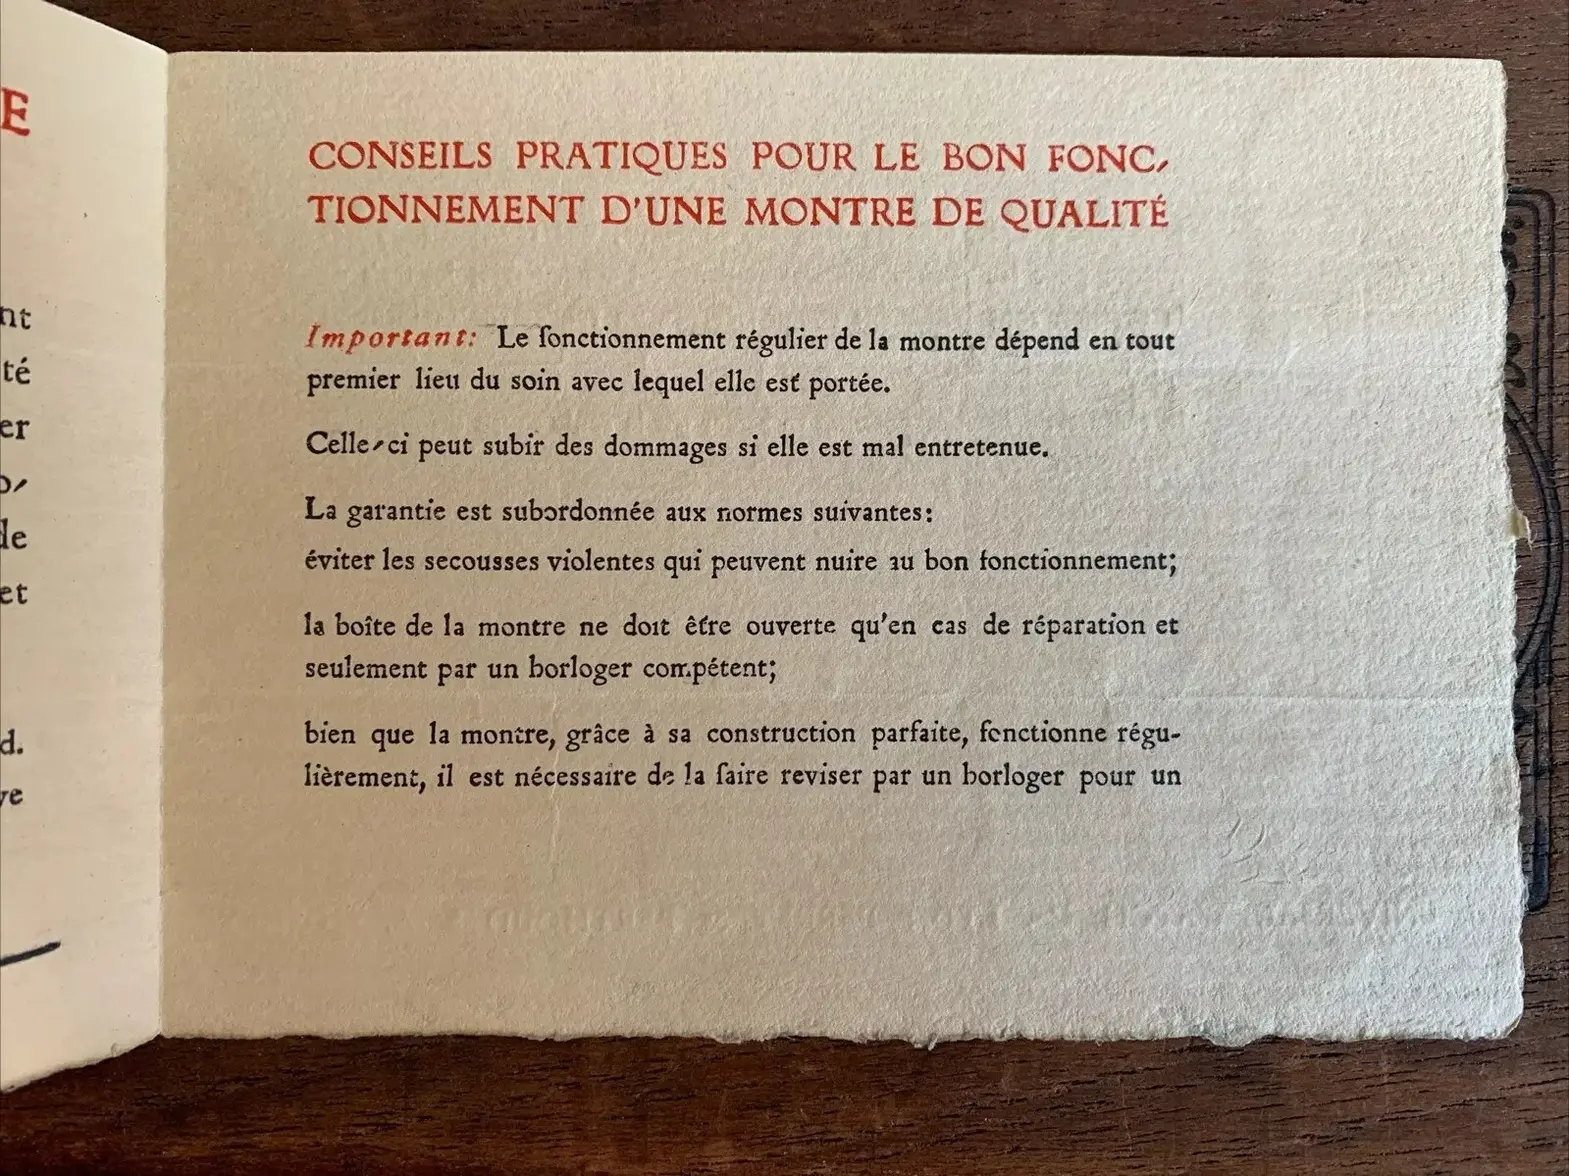 E
nt
té
er
de
et
d.
CONSEILS PRATIQUES POUR LE BON FONC-
TIONNEMENT D'UNE MONTRE DE QUALITÉ
Important: Le fonctionnement régulier de la montre dépend en tout
premier lieu du soin avec lequel elle est portée.
Celle-ci peut subir des dommages si elle est mal entretenue.
La garantie est subordonnée aux normes suivantes:
éviter les secousses violentes qui peuvent nuire au bon fonctionnement;
la boîte de la montre ne doit être ouverte qu'en cas de réparation et
seulement par un horloger compétent;
bien que la montre, grâce à sa construction parfaite, fonctionne régu-
lièrement, il est nécessaire de la faire reviser par un horloger pour un